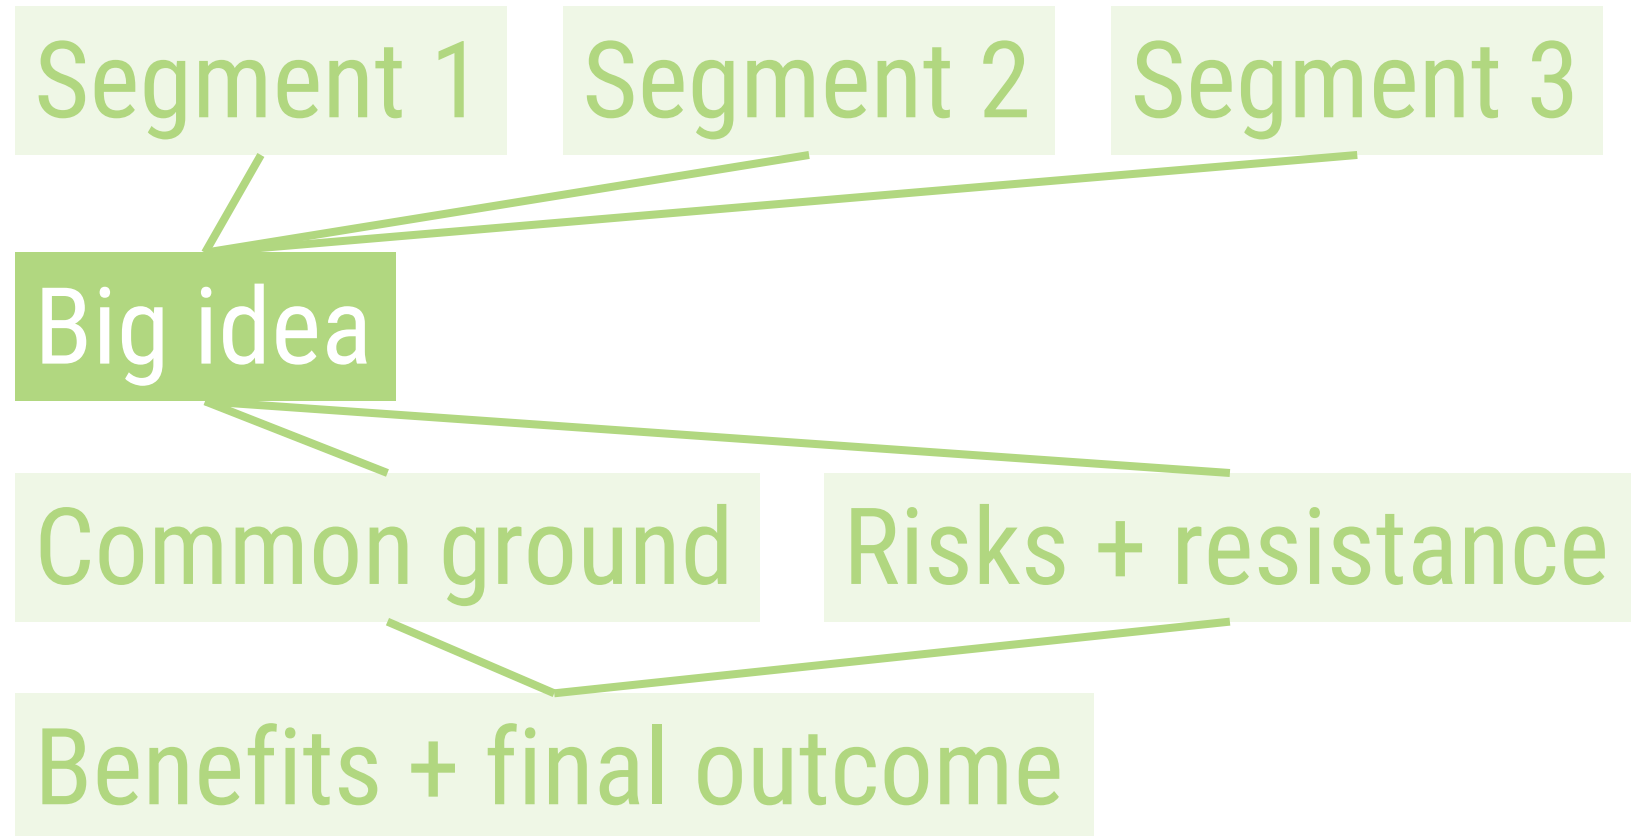 Segment 1 Segment 2 Segment 3
Big idea
Common ground Risks + resistance
Benefits + final outcome